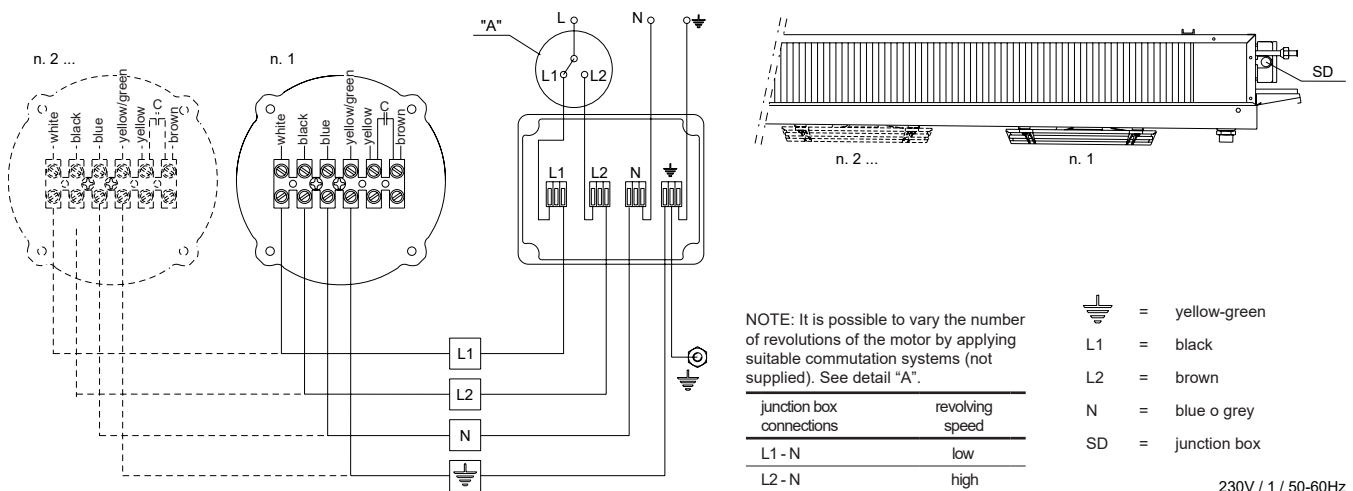 n. 2 ...
white
black
blue
yellow/green
yellow
C
brown
n. 1
white
black
blue
yellow/green
yellow
C
brown
"A"
L
N
L1
L2
L1
L2
N
L1
L2
N
SD
n. 2 ...
n. 1
NOTE: It is possible to vary the number
of revolutions of the motor by applying
suitable commutation systems (not
supplied). See detail “A”.
junction box connections	revolving speed
L1 - N	low
L2 - N	high
= yellow-green
L1 = black
L2 = brown
N = blue o grey
SD = junction box
230V / 1 / 50-60Hz